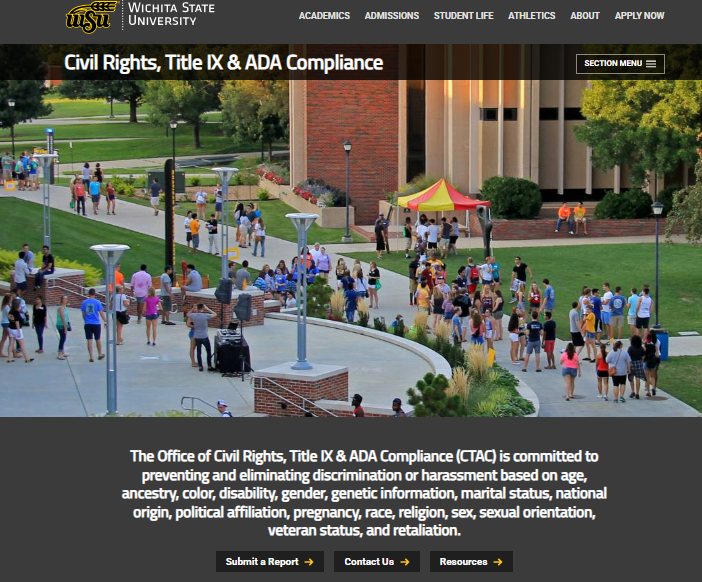 wsu
WICHITA STATE
UNIVERSITY
ACADEMICS ADMISSIONS STUDENT LIFE ATHLETICS ABOUT APPLY NOW
Civil Rights, Title IX & ADA Compliance
SECTION MENU
The Office of Civil Rights, Title IX & ADA Compliance (CTAC) is committed to
preventing and eliminating discrimination or harassment based on age,
ancestry, color, disability, gender, genetic information, marital status, national
origin, political affiliation, pregnancy, race, religion, sex, sexual orientation,
veteran status, and retaliation.
Submit a Report → Contact Us → Resources →